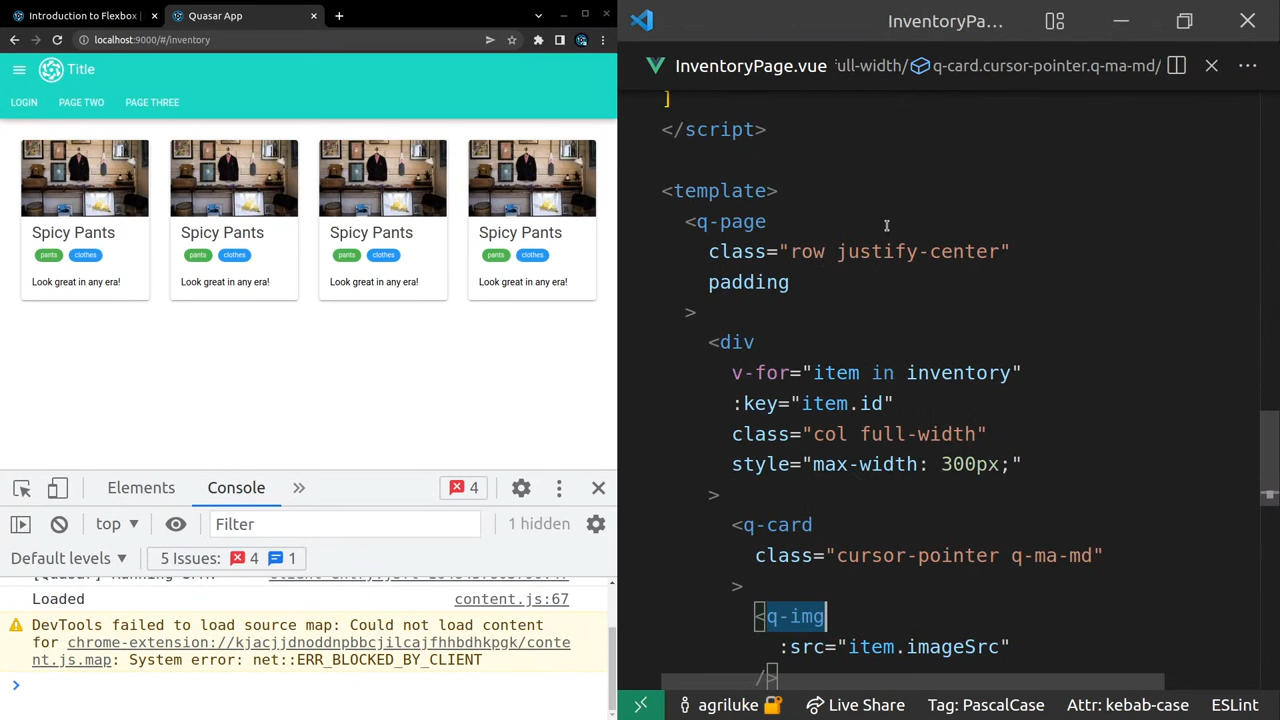 Introduction to Flexbox
Quasar App
localhost:9000/#/inventory
Title
LOGIN PAGE TWO PAGE THREE
Spicy Pants Spicy Pants Spicy Pants Spicy Pants
pants clothes pants clothes pants clothes pants clothes
Look great in any era! Look great in any era! Look great in any era! Look great in any era!
Elements Console 4
top Filter 1 hidden
Default levels 5 Issues: 4 1
Loaded content.js:67
DevTools failed to load source map: Could not load content
for chrome-extension://kjacjjdnoddnpbbcjilcajfhhbdhkpgk/conte
nt.js.map: System error: net::ERR_BLOCKED_BY_CLIENT
InventoryPa...
InventoryPage.vue full-width/ q-card.cursor-pointer.q-ma-md/
]
</script>
<template>
<q-page
class="row justify-center"
padding
>
<div
v-for="item in inventory"
:key="item.id"
class="col full-width"
style="max-width: 300px;"
>
<q-card
class="cursor-pointer q-ma-md"
>
<q-img
:src="item.imageSrc"
/>
agriluke Live Share Tag: PascalCase Attr: kebab-case ESLint